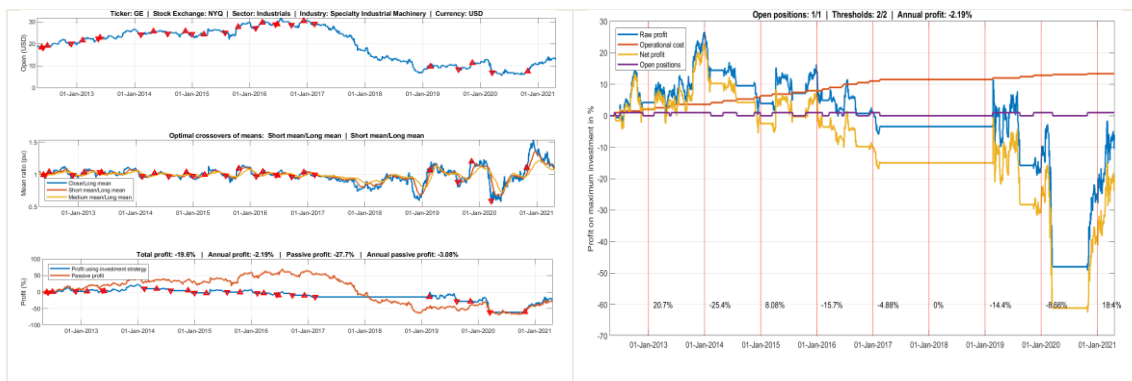 Ticker: GE | Stock Exchange: NYQ | Sector: Industrials | Industry: Specialty Industrial Machinery | Currency: USD
Open (USD)
30
20
10
0
01-Jan-2013 01-Jan-2014 01-Jan-2015 01-Jan-2016 01-Jan-2017 01-Jan-2018 01-Jan-2019 01-Jan-2020 01-Jan-2021
Optimal crossovers of means: Short mean/Long mean | Short mean/Long mean
Mean ratio (pu)
1.5
1.0
0.5
Close/Long mean
Short mean/Long mean
Medium mean/Long mean
01-Jan-2013 01-Jan-2014 01-Jan-2015 01-Jan-2016 01-Jan-2017 01-Jan-2018 01-Jan-2019 01-Jan-2020 01-Jan-2021
Total profit: -19.6% | Annual profit: -2.19% | Passive profit: -27.7% | Annual passive profit: -3.08%
Profit (%)
100
50
0
-50
-100
Profit using investment strategy
Passive profit
01-Jan-2013 01-Jan-2014 01-Jan-2015 01-Jan-2016 01-Jan-2017 01-Jan-2018 01-Jan-2019 01-Jan-2020 01-Jan-2021
Open positions: 1/1 | Thresholds: 2/2 | Annual profit: -2.19%
Profit on maximum investment in %
30
20
10
0
-10
-20
-30
-40
-50
-60
-70
Raw profit
Operational cost
Net profit
Open positions
20.7% -25.4% 8.08% -15.7% -4.88% 0% -14.4% 18.4%
01-Jan-2013 01-Jan-2014 01-Jan-2015 01-Jan-2016 01-Jan-2017 01-Jan-2018 01-Jan-2019 01-Jan-2020 01-Jan-2021